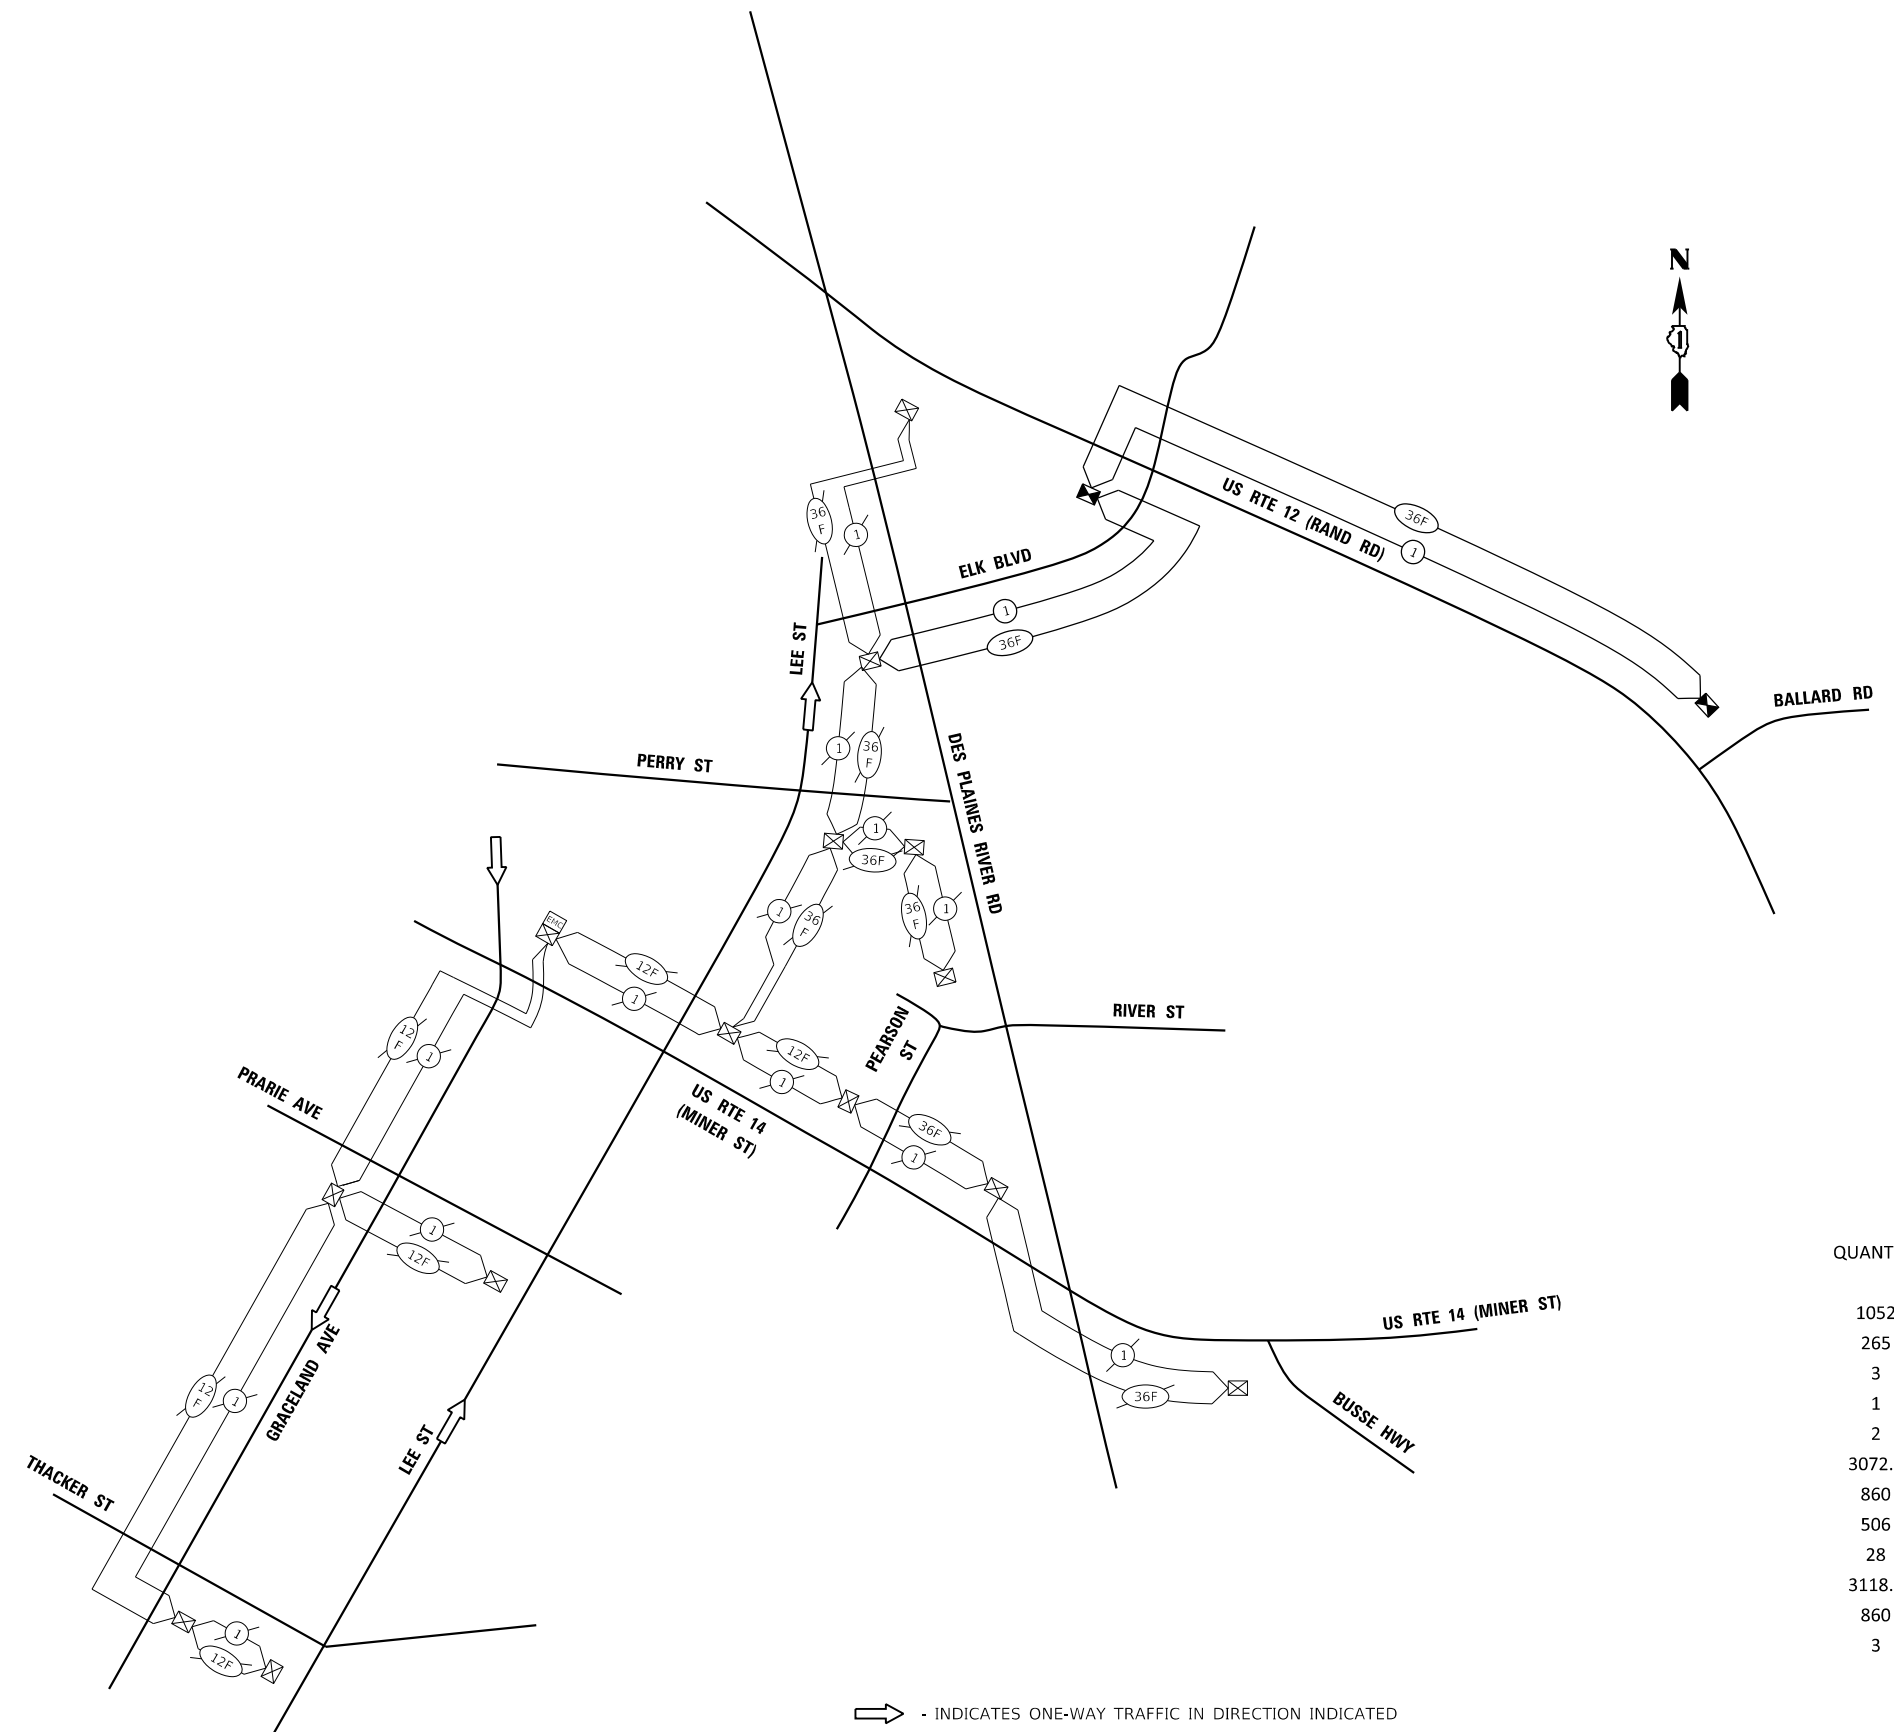 N
1
US RTE 12 (RAND RD)
36F
1
36
F
1
ELK BLVD
1
36F
LEE ST
BALLARD RD
PERRY ST
1
36
F
DES PLAINES RIVER RD
1
36F
1
36
F
36
F
1
EMC
12F
1
RIVER ST
PEARSON
ST
12
F
1
12F
1
PRARIE AVE
US RTE 14
(MINER ST)
36F
1
1
12F
QUANT
US RTE 14 (MINER ST)
1052
265
3
1
2
3072.
860
506
28
3118.
860
3
1
36F
BUSSE HWY
12
F
1
GRACELAND AVE
LEE ST
THACKER ST
1
12F
- INDICATES ONE-WAY TRAFFIC IN DIRECTION INDICATED